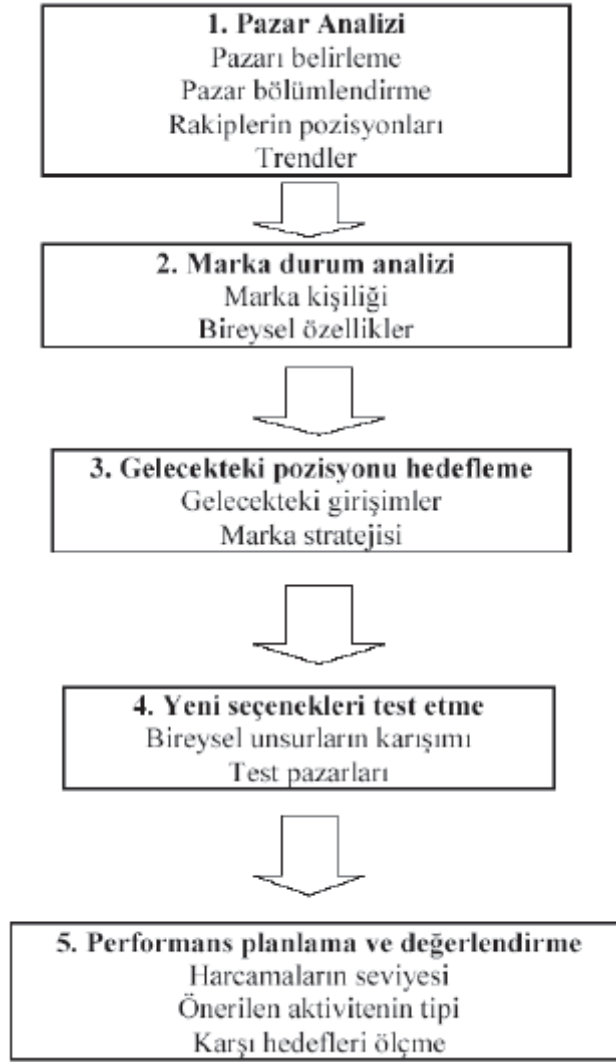 1. Pazar Analizi
Pazarı belirleme
Pazar bölümlendirme
Rakiplerin pozisyonları
Trendler
2. Marka durum analizi
Marka kişiliği
Bireysel özellikler
3. Gelecekteki pozisyonu hedefleme
Gelecekteki girişimler
Marka stratejisi
4. Yeni seçenekleri test etme
Bireysel unsurların karışımı
Test pazarları
5. Performans planlama ve değerlendirme
Harcamaların seviyesi
Önerilen aktivitenin tipi
Karşı hedefleri ölçme